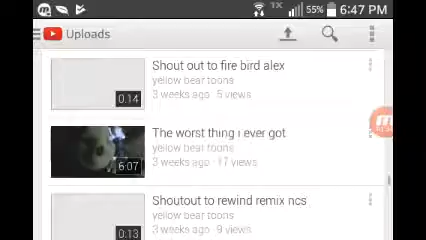 1X 55% 6:47 PM
Uploads
Shout out to fire bird alex
yellow bear toons
3 weeks ago · 5 views
0:14
The worst thing i ever got
yellow bear toons
3 weeks ago · 17 views
6:07
Shoutout to rewind remix ncs
yellow bear toons
3 weeks ago · 9 views
0:13